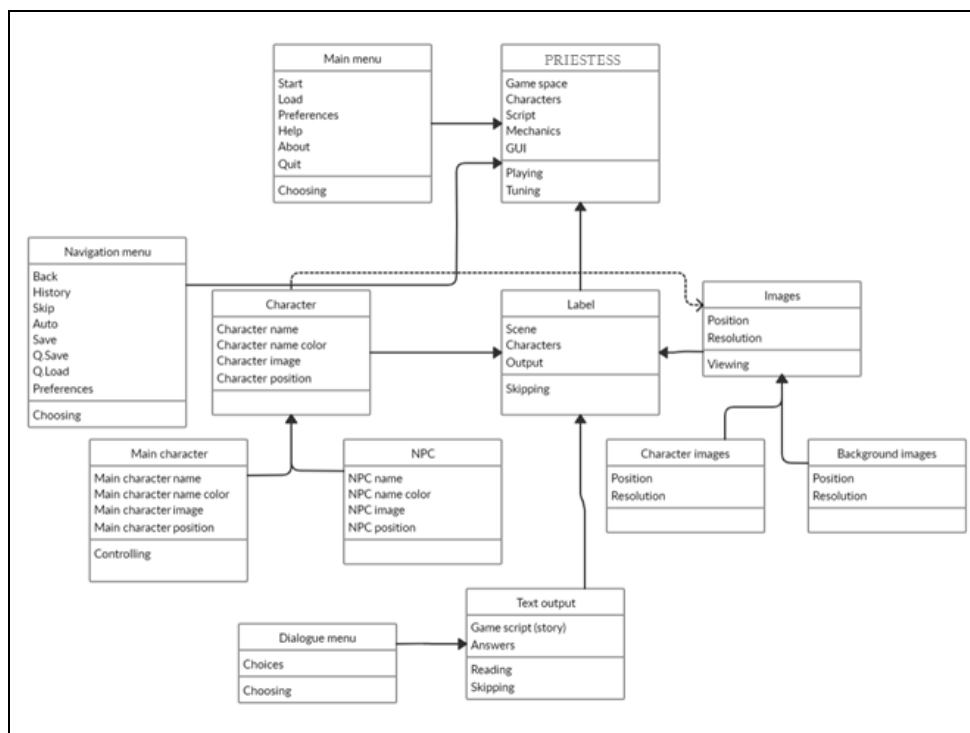 Main menu
Start
Load
Preferences
Help
About
Quit
Choosing
PRIESTESS
Game space
Characters
Script
Mechanics
GUI
Playing
Tuning
Navigation menu
Back
History
Skip
Auto
Save
Q.Save
Q.Load
Preferences
Choosing
Character
Character name
Character name color
Character image
Character position
Label
Scene
Characters
Output
Skipping
Images
Position
Resolution
Viewing
Main character
Main character name
Main character name color
Main character image
Main character position
Controlling
NPC
NPC name
NPC name color
NPC image
NPC position
Character images
Position
Resolution
Background images
Position
Resolution
Text output
Game script (story)
Answers
Reading
Skipping
Dialogue menu
Choices
Choosing